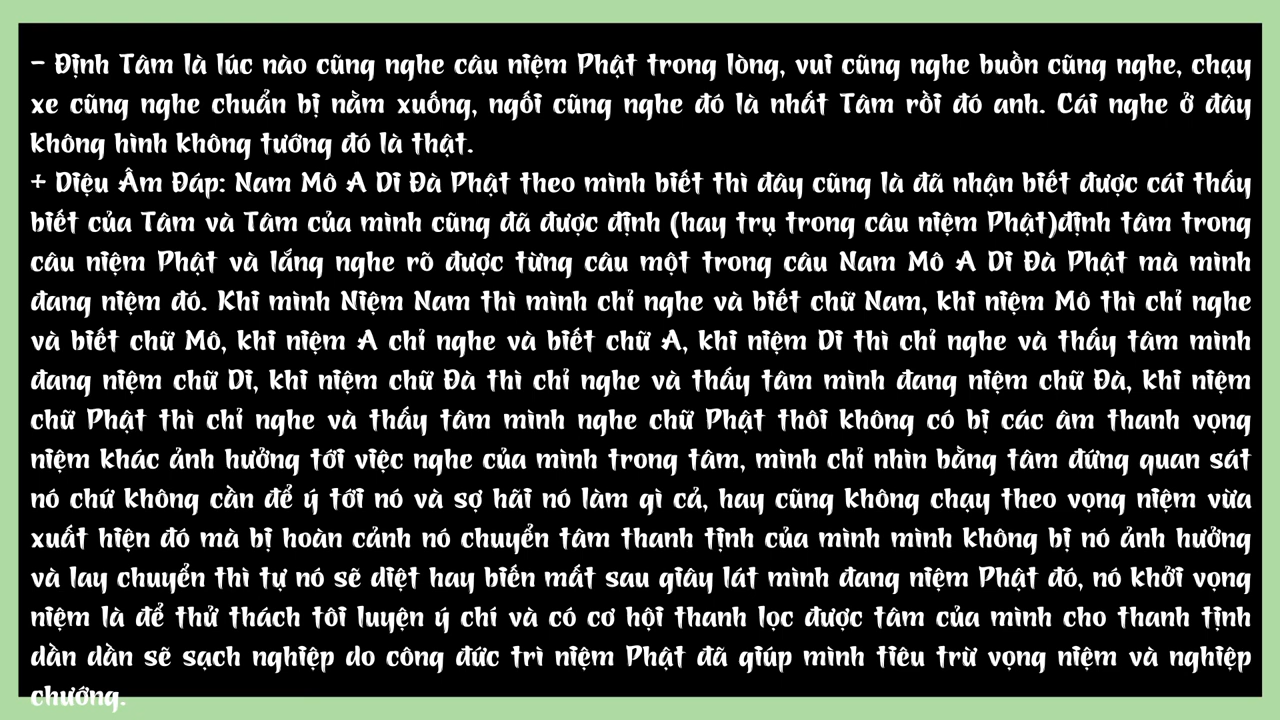 - Định Tâm là lúc nào cũng nghe câu niệm Phật trong lòng, vui cũng nghe buồn cũng nghe, chạy
xe cũng nghe chuẩn bị nằm xuống, ngối cũng nghe đó là nhất Tâm rồi đó anh. Cái nghe ở đây
không hình không tướng đó là thật.
+ Diệu Âm Đáp: Nam Mô A Di Đà Phật theo mình biết thì đây cũng là đã nhận biết được cái thấy
biết của Tâm và Tâm của mình cũng đã được định (hay trụ trong câu niệm Phật)định tâm trong
câu niệm Phật và lắng nghe rõ được từng câu một trong câu Nam Mô A Di Đà Phật mà mình
đang niệm đó. Khi mình Niệm Nam thì mình chỉ nghe và biết chữ Nam, khi niệm Mô thì chỉ nghe
và biết chữ Mô, khi niệm A chỉ nghe và biết chữ A, khi niệm Di thì chỉ nghe và thấy tâm mình
đang niệm chữ Di, khi niệm chữ Đà thì chỉ nghe và thấy tâm mình đang niệm chữ Đà, khi niệm
chữ Phật thì chỉ nghe và thấy tâm mình nghe chữ Phật thôi không có bị các âm thanh vọng
niệm khác ảnh hưởng tới việc nghe của mình trong tâm, mình chỉ nhìn bằng tâm đứng quan sát
nó chứ không cần để ý tới nó và sợ hãi nó làm gì cả, hay cũng không chạy theo vọng niệm vừa
xuất hiện đó mà bị hoàn cảnh nó chuyển tâm thanh tịnh của mình mình không bị nó ảnh hưởng
và lay chuyển thì tự nó sẽ diệt hay biến mất sau giây lát mình đang niệm Phật đó, nó khởi vọng
niệm là để thử thách tôi luyện ý chí và có cơ hội thanh lọc được tâm của mình cho thanh tịnh
dần dần sẽ sạch nghiệp do công đức trì niệm Phật đã giúp mình tiêu trừ vọng niệm và nghiệp
chướng.